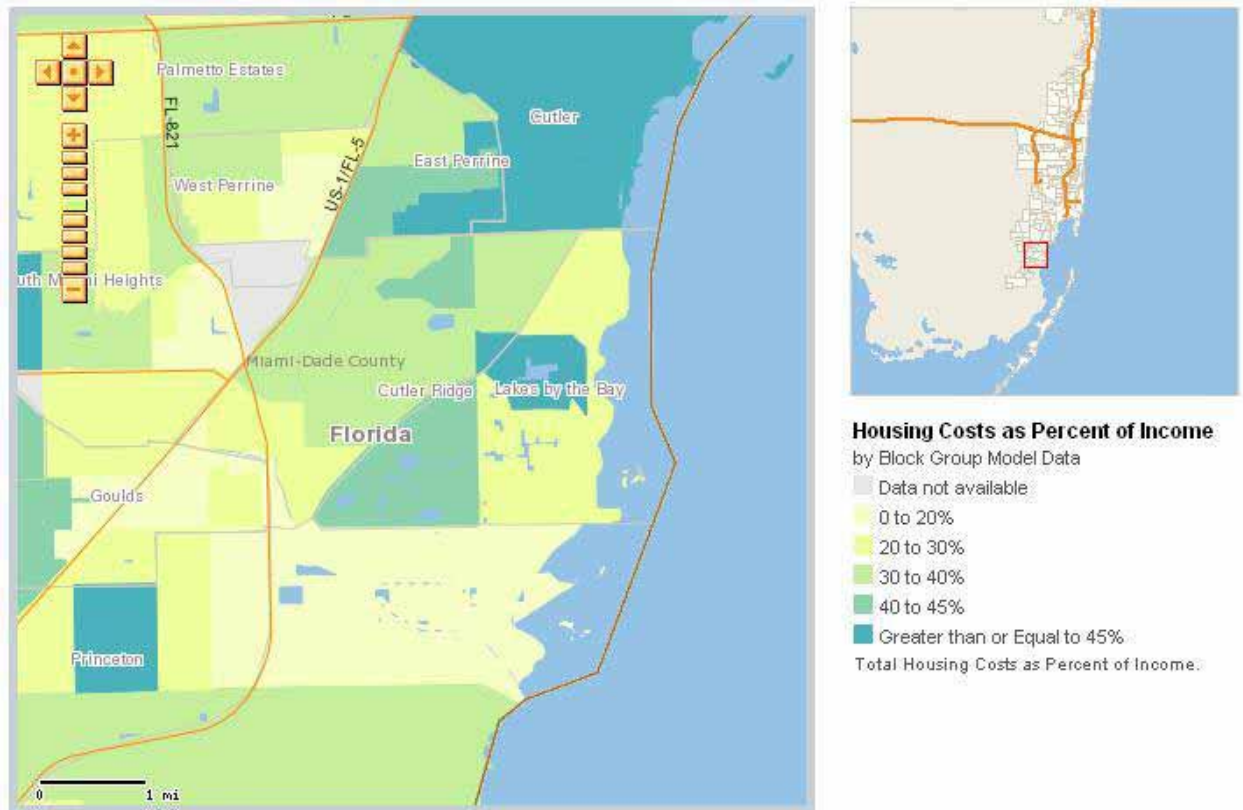 Palmetto Estates
FL-821
Cutler
East Perrine
West Perrine
US-1/FL-5
Heights
Miami-Dade County
Cutler Ridge
Lakes by the Bay
Florida
Goulds
Princeton
0 1 mi
Housing Costs as Percent of Income
by Block Group Model Data
Data not available
0 to 20%
20 to 30%
30 to 40%
40 to 45%
Greater than or Equal to 45%
Total Housing Costs as Percent of Income.